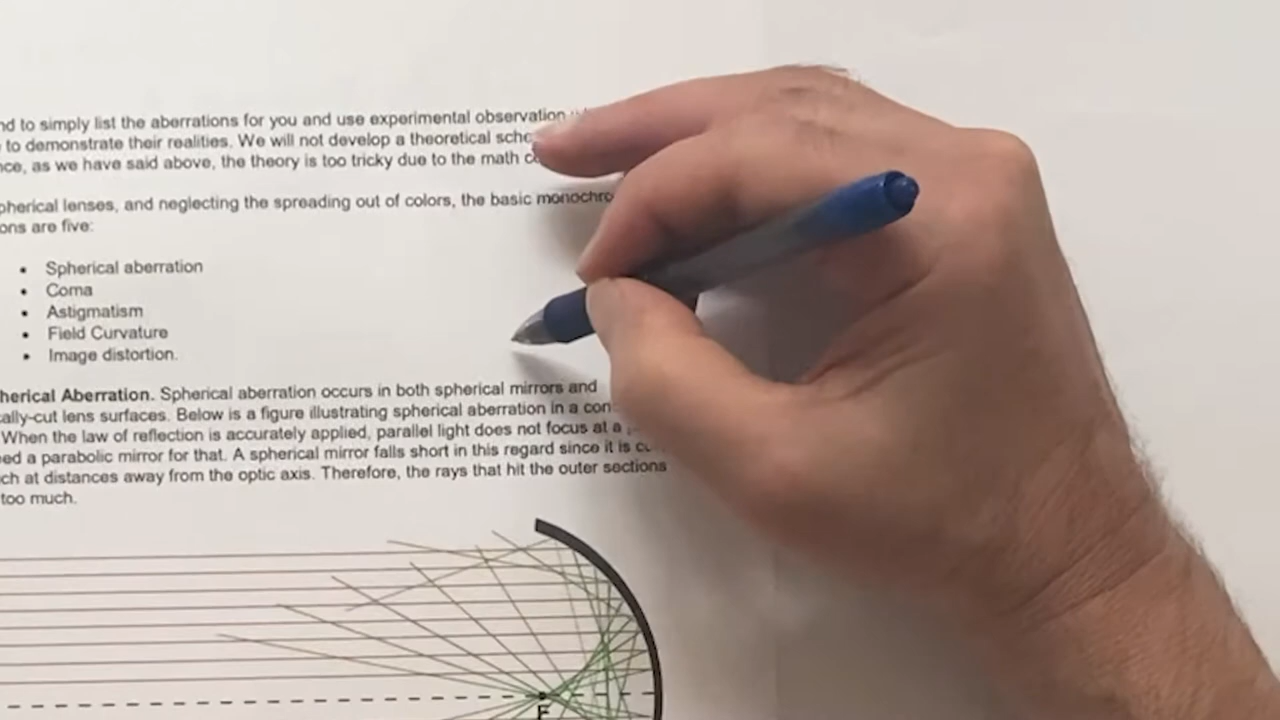 nd to simply list the aberrations for you and use experimental observation
to demonstrate their realities. We will not develop a theoretical sche
nce, as we have said above, the theory is too tricky due to the math c
pherical lenses, and neglecting the spreading out of colors, the basic monochro
ons are five:
• Spherical aberration
• Coma
• Astigmatism
• Field Curvature
• Image distortion.
herical Aberration. Spherical aberration occurs in both spherical mirrors and
cally-cut lens surfaces. Below is a figure illustrating spherical aberration in a con
When the law of reflection is accurately applied, parallel light does not focus at a
ed a parabolic mirror for that. A spherical mirror falls short in this regard since it is
ch at distances away from the optic axis. Therefore, the rays that hit the outer sections
too much.
F